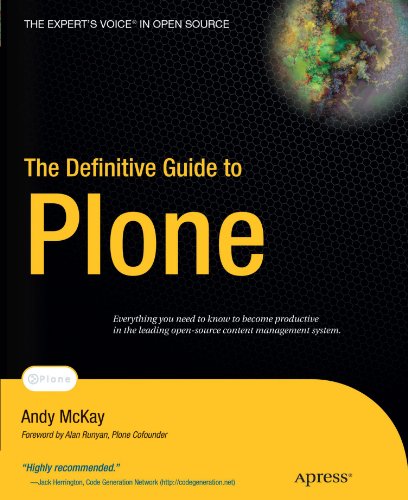 THE EXPERT'S VOICE® IN OPEN SOURCE
The Definitive Guide to
Plone
Everything you need to know to become productive
in the leading open-source content management system.
Plone
Andy McKay
Foreword by Alan Runyan, Plone Cofounder
"Highly recommended."
—Jack Herrington, Code Generation Network (http://codegeneration.net)
Apress®